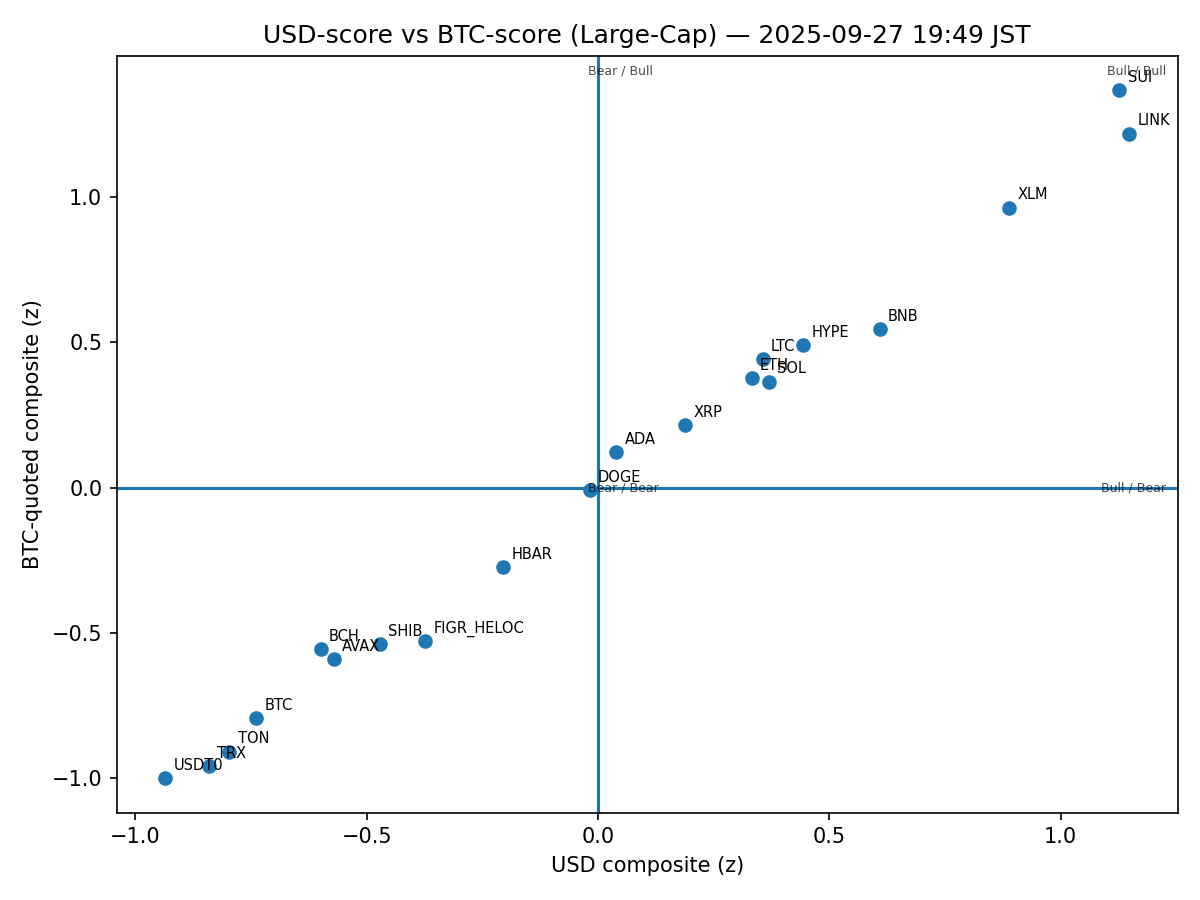 USD-score vs BTC-score (Large-Cap) — 2025-09-27 19:49 JST
Bear / Bull
Bull / Bull
SUI
LINK
XLM
1.0
BNB
HYPE
0.5
LTC
ETH
SOL
XRP
ADA
DOGE
0.0
Bear / Bear
Bull / Bear
BTC-quoted composite (z)
HBAR
FIGR_HELOC
SHIB
BCH
−0.5
AVAX
BTC
TON
TRX
USDT0
−1.0
−1.0
−0.5
0.0
0.5
1.0
USD composite (z)